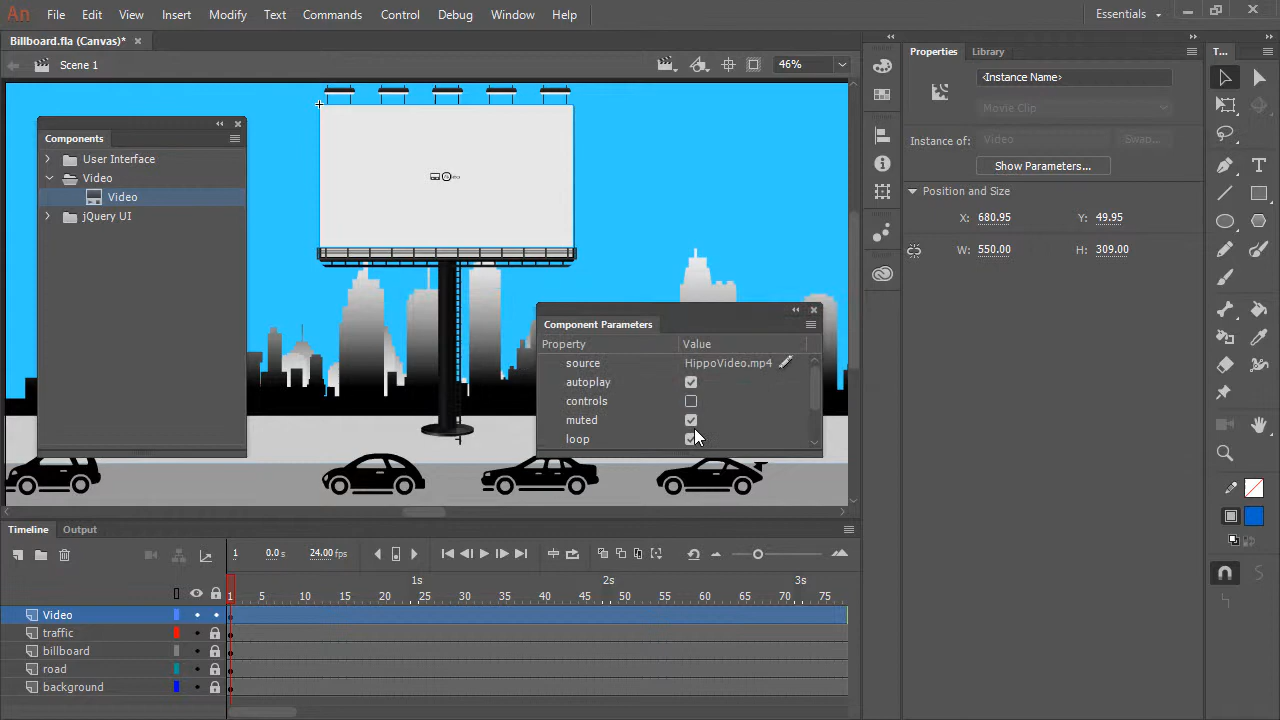 An File Edit View Insert Modify Text Commands Control Debug Window Help Essentials
Billboard.fla (Canvas)*
Scene 1 46%
Components
User Interface
Video
Video
jQuery UI
Component Parameters
Property Value
source HippoVideo.mp4
autoplay
controls
muted
loop
Properties Library T...
<Instance Name>
Movie Clip
Instance of: Video Swap...
Show Parameters...
Position and Size
X: 680.95 Y: 49.95
W: 550.00 H: 309.00
Timeline Output
1 0.0 s 24.00 fps
1s 2s 3s
1 5 10 15 20 25 30 35 40 45 50 55 60 65 70 75
Video
traffic
billboard
road
background